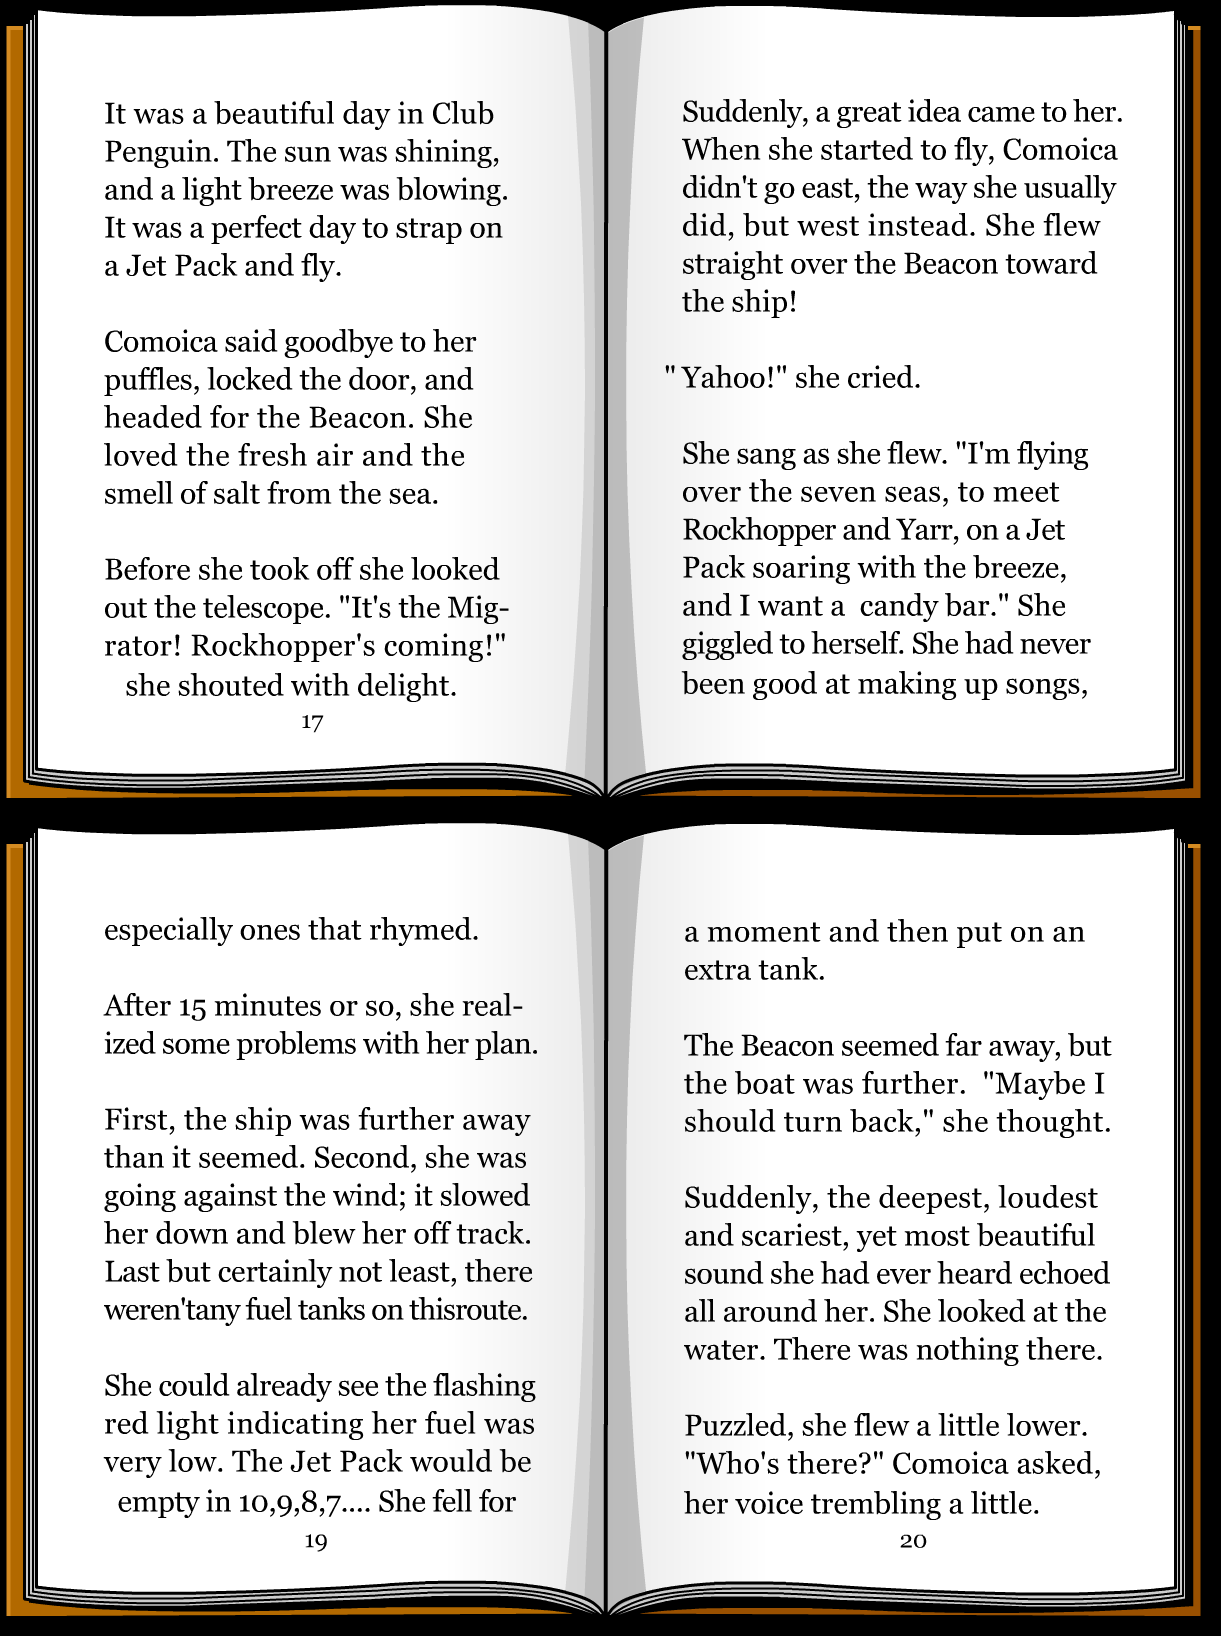 It was a beautiful day in Club
Penguin. The sun was shining,
and a light breeze was blowing.
It was a perfect day to strap on
a Jet Pack and fly.
Comoica said goodbye to her
puffles, locked the door, and
headed for the Beacon. She
loved the fresh air and the
smell of salt from the sea.
Before she took off she looked
out the telescope. "It's the Mig-
rator! Rockhopper's coming!"
she shouted with delight.
17
Suddenly, a great idea came to her.
When she started to fly, Comoica
didn't go east, the way she usually
did, but west instead. She flew
straight over the Beacon toward
the ship!
" Yahoo!" she cried.
She sang as she flew. "I'm flying
over the seven seas, to meet
Rockhopper and Yarr, on a Jet
Pack soaring with the breeze,
and I want a  candy bar." She
giggled to herself. She had never
been good at making up songs,
especially ones that rhymed.
After 15 minutes or so, she real-
ized some problems with her plan.
First, the ship was further away
than it seemed. Second, she was
going against the wind; it slowed
her down and blew her off track.
Last but certainly not least, there
weren'tany fuel tanks on thisroute.
She could already see the flashing
red light indicating her fuel was
very low. The Jet Pack would be
empty in 10,9,8,7.... She fell for
19
a moment and then put on an
extra tank.
The Beacon seemed far away, but
the boat was further.  "Maybe I
should turn back," she thought.
Suddenly, the deepest, loudest
and scariest, yet most beautiful
sound she had ever heard echoed
all around her. She looked at the
water. There was nothing there.
Puzzled, she flew a little lower.
"Who's there?" Comoica asked,
her voice trembling a little.
20